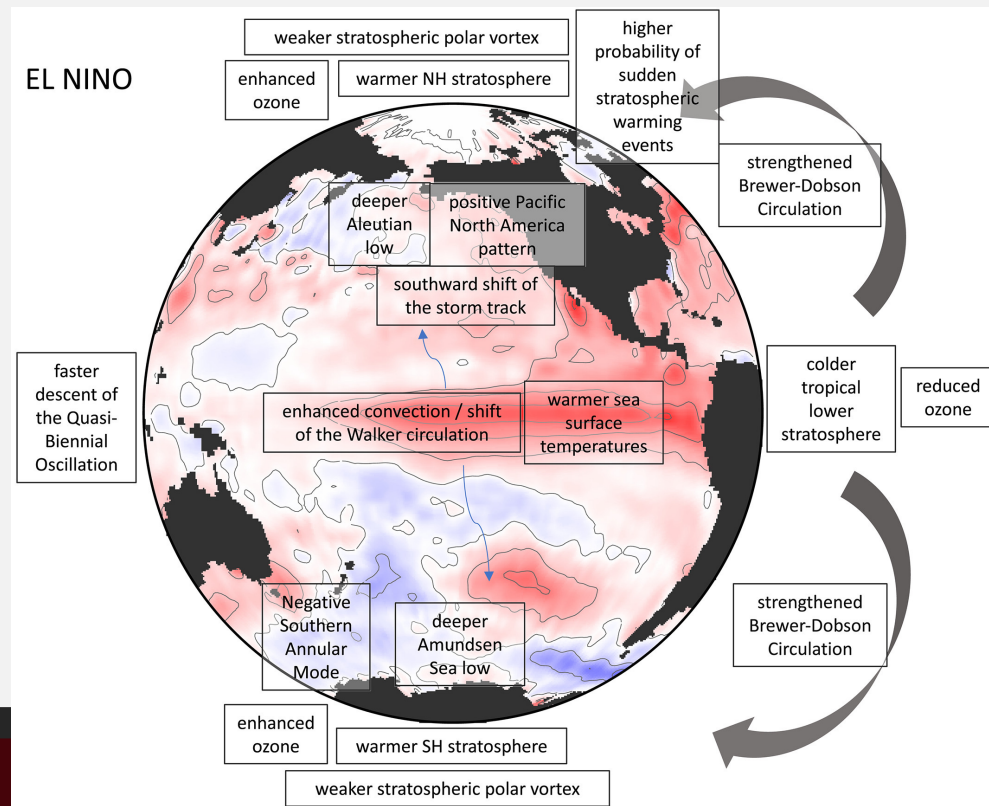 weaker stratospheric polar vortex
EL NINO
enhanced
ozone
warmer NH stratosphere
higher
probability of
sudden
stratospheric
warming
events
strengthened
Brewer-Dobson
Circulation
deeper
Aleutian
low
positive Pacific
North America
pattern
southward shift of
the storm track
faster
descent of
the Quasi-
Biennial
Oscillation
enhanced convection / shift
of the Walker circulation
warmer sea
surface
temperatures
colder
tropical
lower
stratosphere
reduced
ozone
Negative
Southern
Annular
Mode
deeper
Amundsen
Sea low
strengthened
Brewer-Dobson
Circulation
enhanced
ozone
warmer SH stratosphere
weaker stratospheric polar vortex